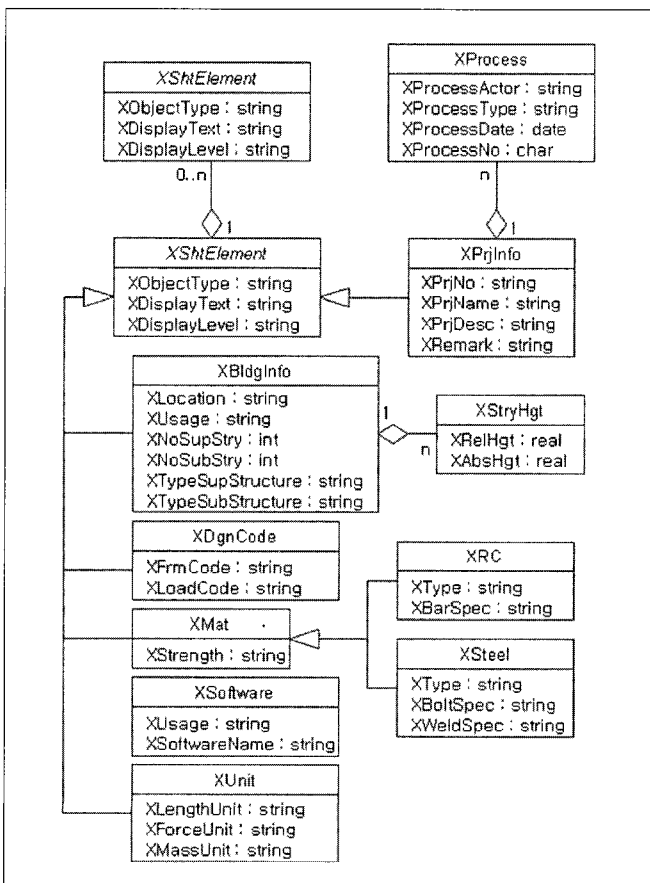 XShtElement
XObjectType : string
XDisplayText : string
XDisplayLevel : string
0..n
1
XProcess
XProcessActor : string
XProcessType : string
XProcessDate : date
XProcessNo : char
n
1
XShtElement
XObjectType : string
XDisplayText : string
XDisplayLevel : string
XPrjInfo
XPrjNo : string
XPrjName : string
XPrjDesc : string
XRemark : string
XBldgInfo
XLocation : string
XUsage : string
XNoSupStry : int
XNoSubStry : int
XTypeSupStructure : string
XTypeSubStructure : string
1
n
XStryHgt
XRelHgt : real
XAbsHgt : real
XDgnCode
XFrmCode : string
XLoadCode : string
XMat
XStrength : string
XRC
XType : string
XBarSpec : string
XSteel
XType : string
XBoltSpec : string
XWeldSpec : string
XSoftware
XUsage : string
XSoftwareName : string
XUnit
XLengthUnit : string
XForceUnit : string
XMassUnit : string